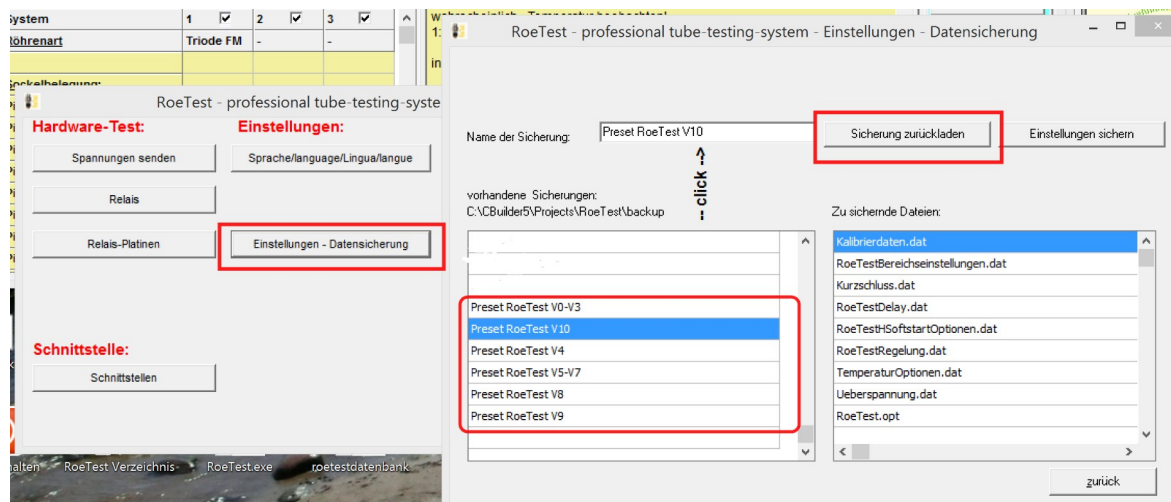 System 1 2 3
Röhrenart Triode FM - -
Sockelbelegung:
RoeTest - professional tube-testing-syste
Hardware-Test:
Einstellungen:
Spannungen senden
Sprache/language/Lingua/langue
Relais
Relais-Platinen
Einstellungen - Datensicherung
Schnittstelle:
Schnittstellen
RoeTest Verzeichnis-
RoeTest.exe
roetestdatenbank
RoeTest - professional tube-testing-system - Einstellungen - Datensicherung
Name der Sicherung:
Preset RoeTest V10
Sicherung zurückladen
Einstellungen sichern
-- click ->
vorhandene Sicherungen:
C:\CBuilder5\Projects\RoeTest\backup
Preset RoeTest V0-V3
Preset RoeTest V10
Preset RoeTest V4
Preset RoeTest V5-V7
Preset RoeTest V8
Preset RoeTest V9
Zu sichernde Dateien:
Kalibrierdaten.dat
RoeTestBereichseinstellungen.dat
Kurzschluss.dat
RoeTestDelay.dat
RoeTestHSoftstartOptionen.dat
RoeTestRegelung.dat
TemperaturOptionen.dat
Ueberspannung.dat
RoeTest.opt
zurück